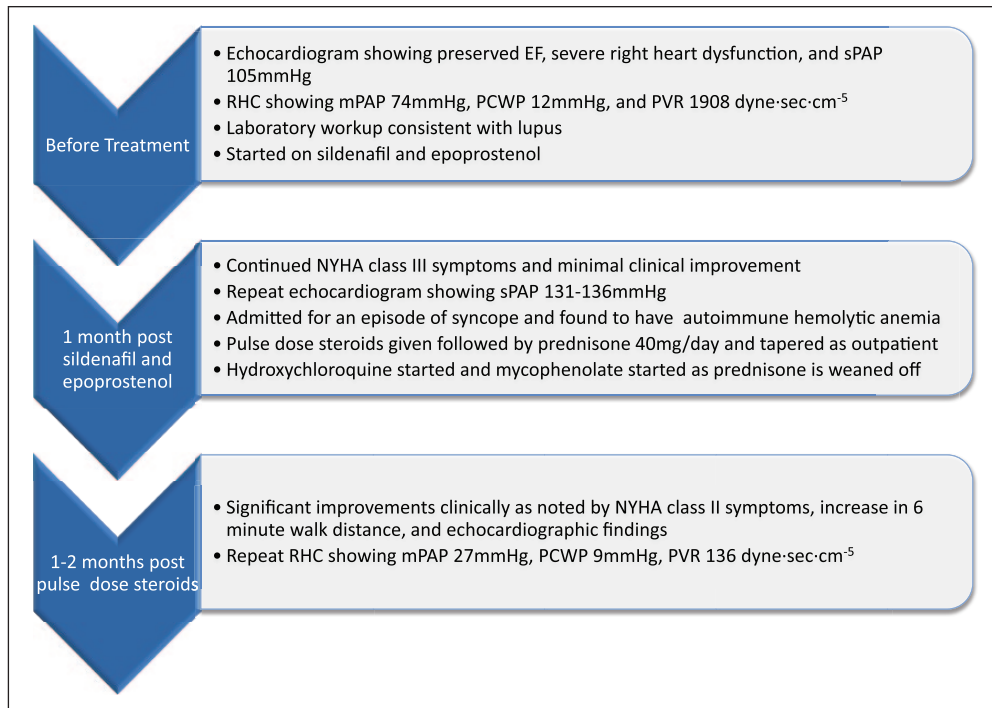 Before Treatment
• Echocardiogram showing preserved EF, severe right heart dysfunction, and sPAP
105mmHg
• RHC showing mPAP 74mmHg, PCWP 12mmHg, and PVR 1908 dyne·sec·cm-5
• Laboratory workup consistent with lupus
• Started on sildenafil and epoprostenol
1 month post
sildenafil and
epoprostenol
• Continued NYHA class III symptoms and minimal clinical improvement
• Repeat echocardiogram showing sPAP 131-136mmHg
• Admitted for an episode of syncope and found to have autoimmune hemolytic anemia
• Pulse dose steroids given followed by prednisone 40mg/day and tapered as outpatient
• Hydroxychloroquine started and mycophenolate started as prednisone is weaned off
1-2 months post
pulse dose steroids
• Significant improvements clinically as noted by NYHA class II symptoms, increase in 6
minute walk distance, and echocardiographic findings
• Repeat RHC showing mPAP 27mmHg, PCWP 9mmHg, PVR 136 dyne·sec·cm-5